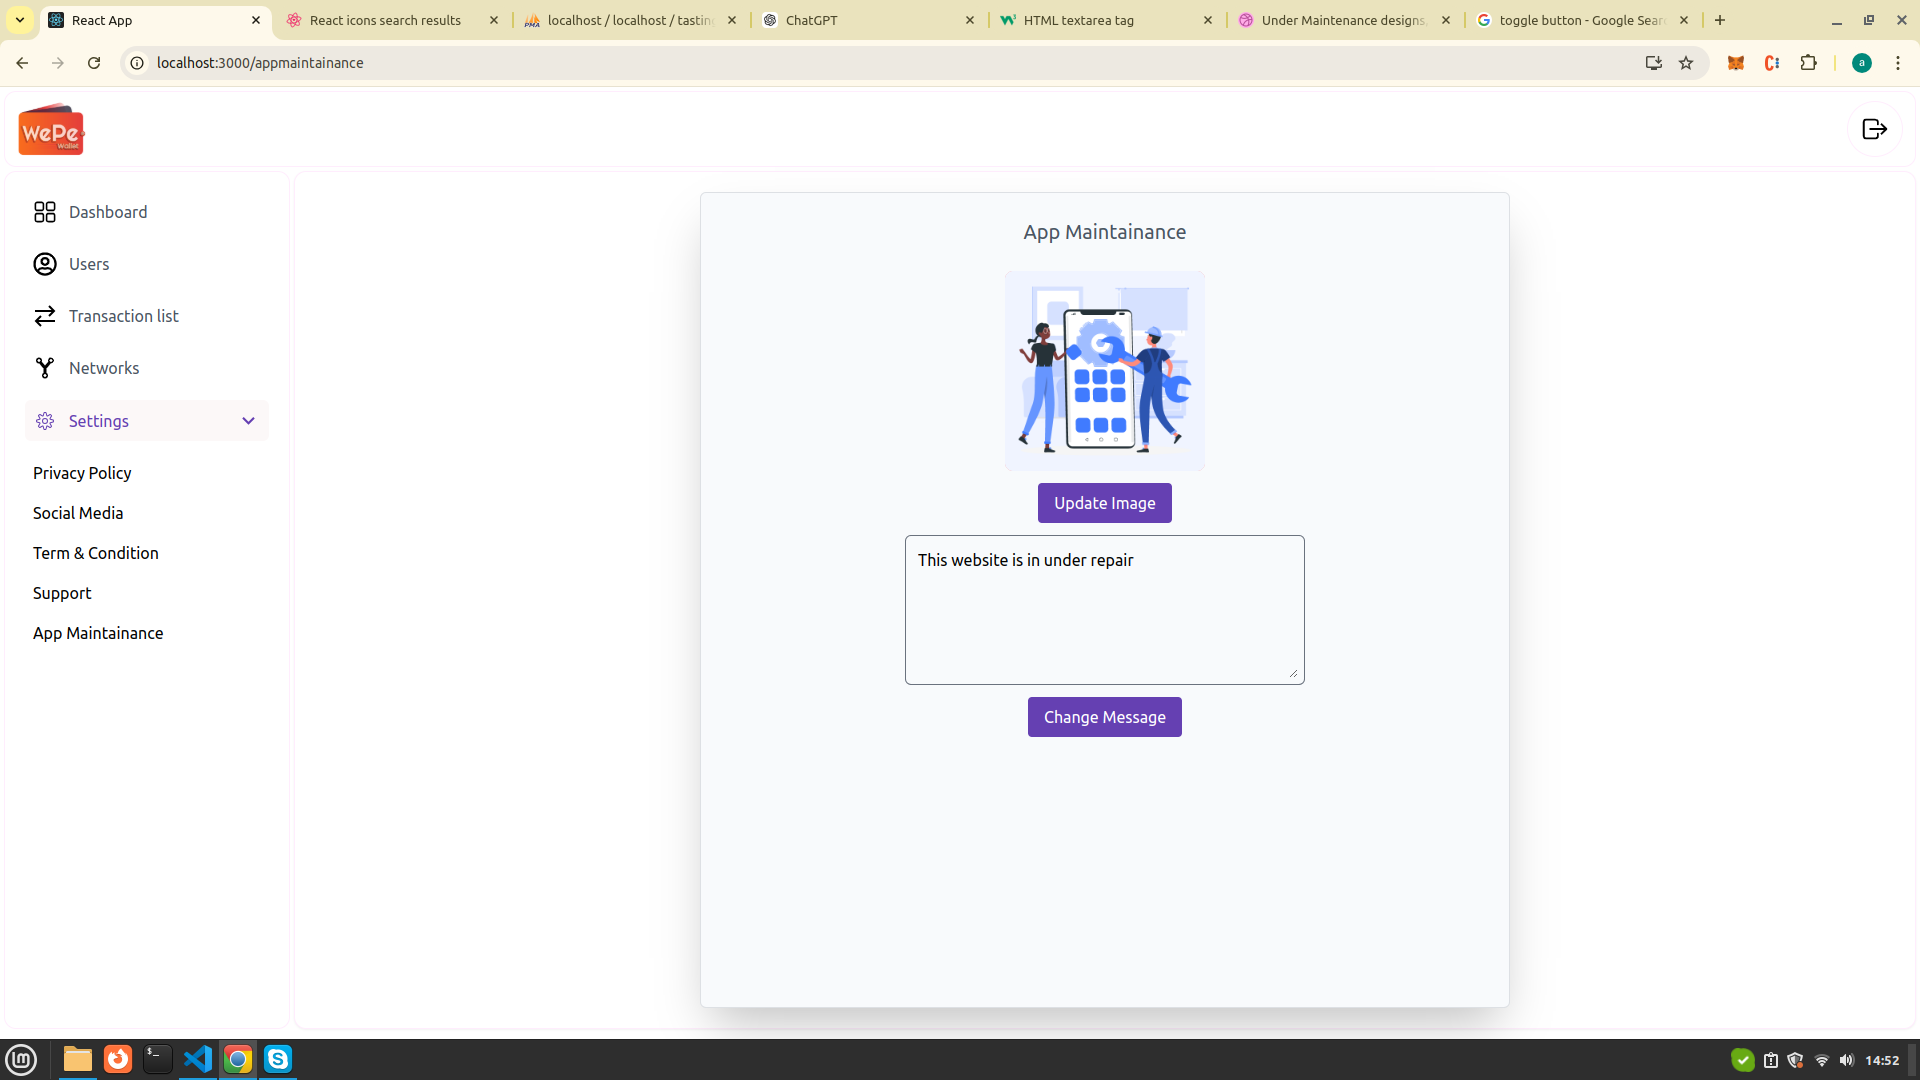 React App
React icons search results
localhost / localhost / tasting
ChatGPT
HTML textarea tag
Under Maintenance designs,
toggle button - Google Sear
localhost:3000/appmaintainance
a
WePe
Wallet
Dashboard
Users
Transaction list
Networks
Settings
Privacy Policy
Social Media
Term & Condition
Support
App Maintainance
App Maintainance
Update Image
This website is in under repair
Change Message
14:52